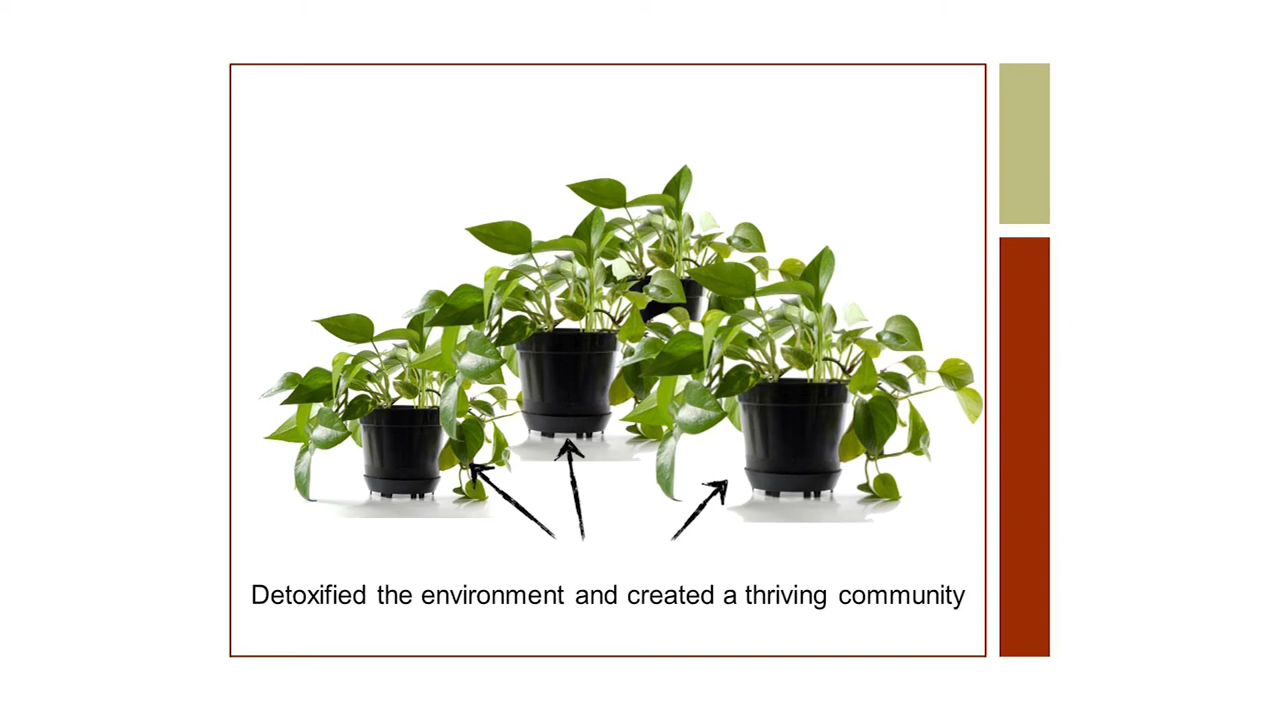 Detoxified the environment and created a thriving community